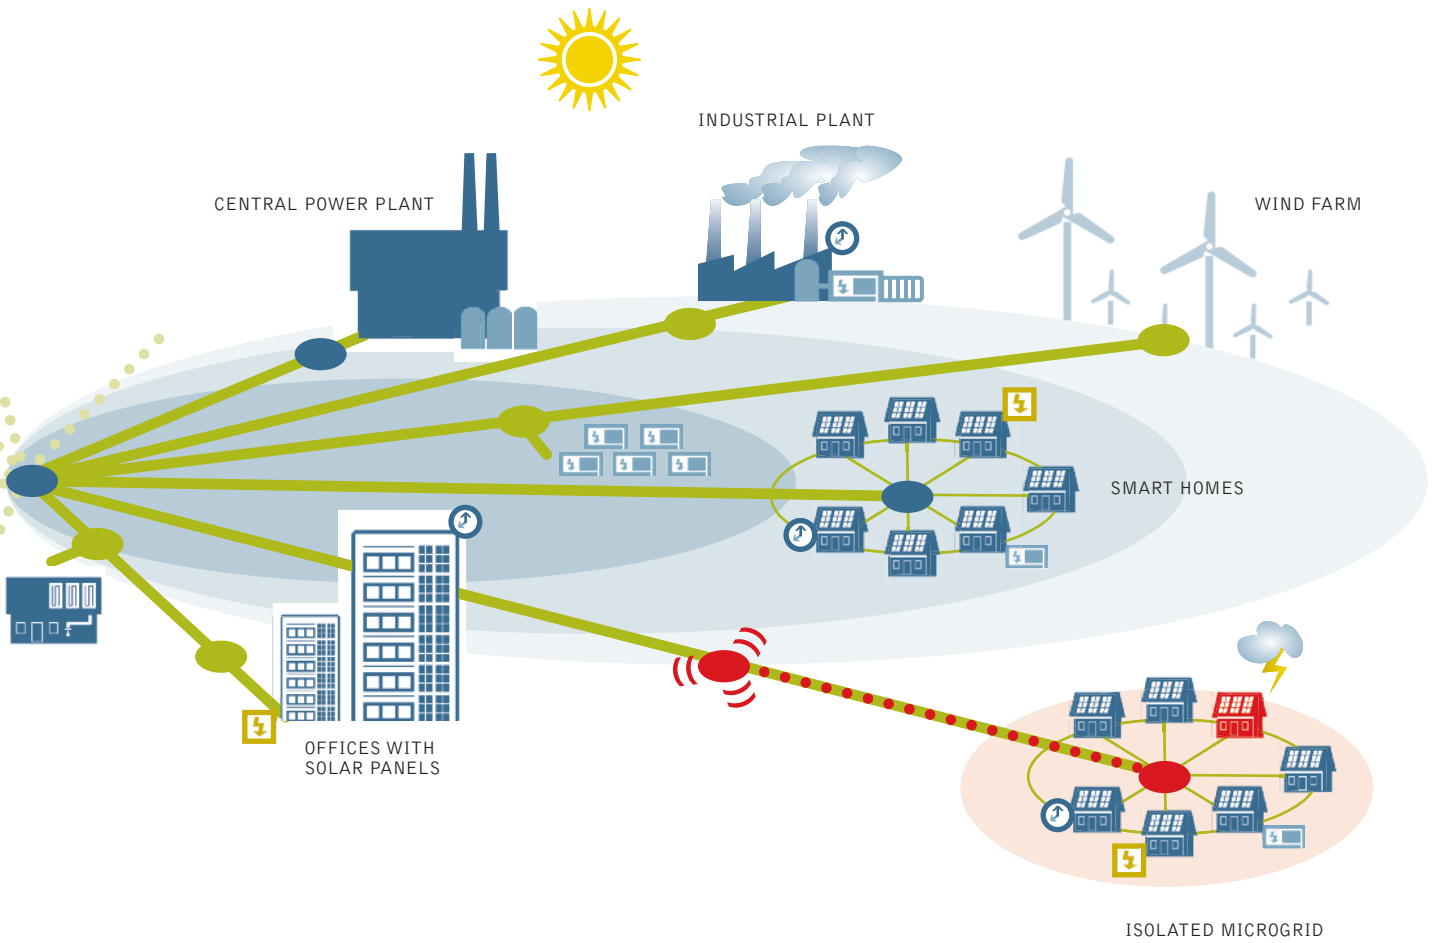 INDUSTRIAL PLANT
CENTRAL POWER PLANT
WIND FARM
SMART HOMES
OFFICES WITH
SOLAR PANELS
ISOLATED MICROGRID